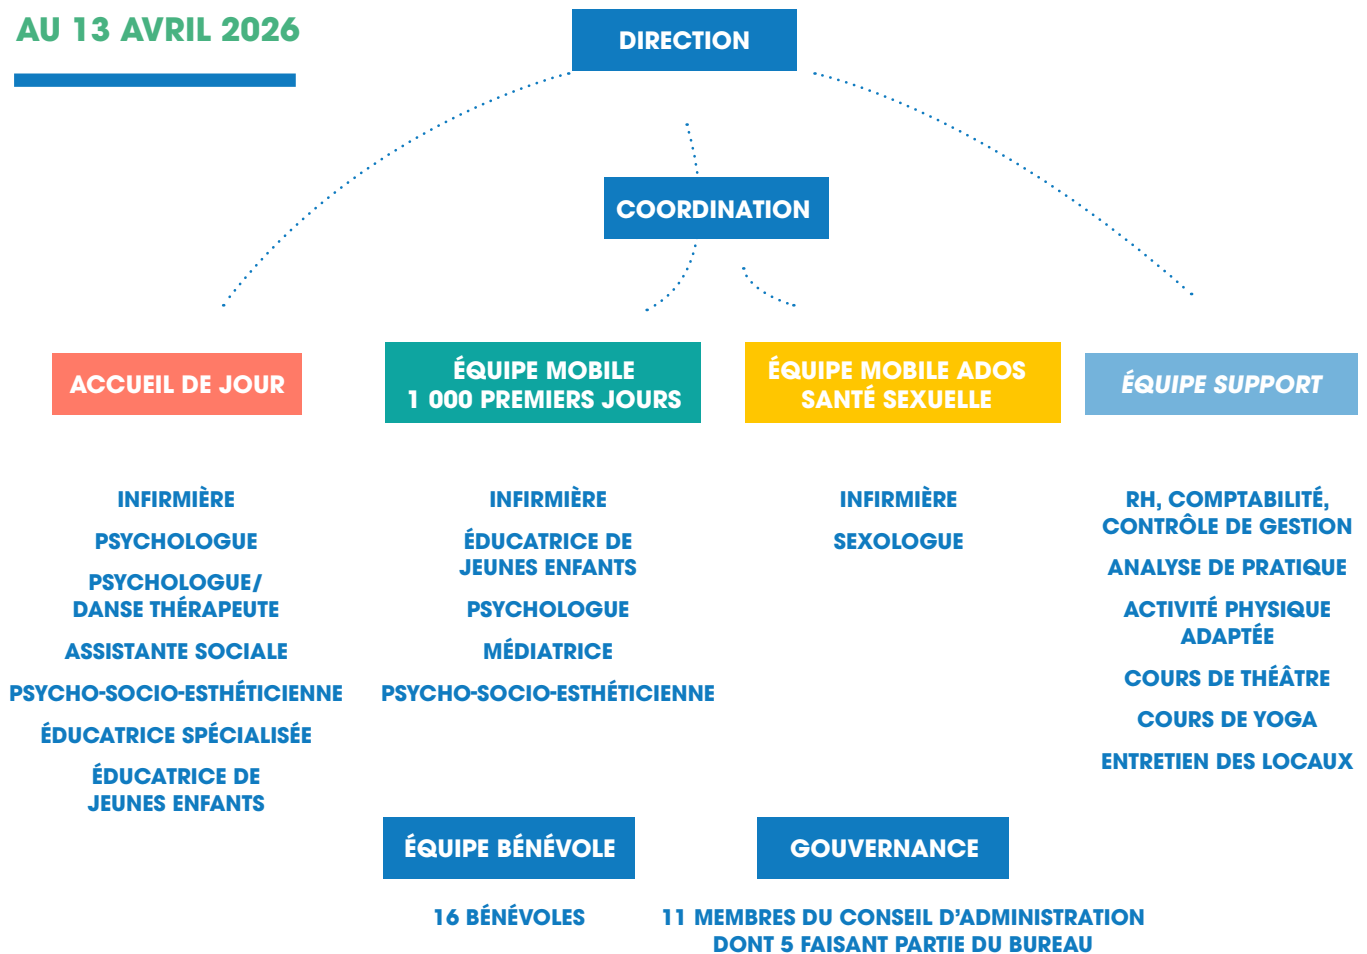 AU 13 AVRIL 2026
DIRECTION
COORDINATION
ACCUEIL DE JOUR
INFIRMIÈRE
PSYCHOLOGUE
PSYCHOLOGUE/
DANSE THÉRAPEUTE
ASSISTANTE SOCIALE
PSYCHO-SOCIO-ESTHÉTICIENNE
ÉDUCATRICE SPÉCIALISÉE
ÉDUCATRICE DE
JEUNES ENFANTS
ÉQUIPE MOBILE
1 000 PREMIERS JOURS
INFIRMIÈRE
ÉDUCATRICE DE
JEUNES ENFANTS
PSYCHOLOGUE
MÉDIATRICE
PSYCHO-SOCIO-ESTHÉTICIENNE
ÉQUIPE MOBILE ADOS
SANTÉ SEXUELLE
INFIRMIÈRE
SEXOLOGUE
ÉQUIPE SUPPORT
RH, COMPTABILITÉ,
CONTRÔLE DE GESTION
ANALYSE DE PRATIQUE
ACTIVITÉ PHYSIQUE
ADAPTÉE
COURS DE THÉÂTRE
COURS DE YOGA
ENTRETIEN DES LOCAUX
ÉQUIPE BÉNÉVOLE
16 BÉNÉVOLES
GOUVERNANCE
11 MEMBRES DU CONSEIL D'ADMINISTRATION
DONT 5 FAISANT PARTIE DU BUREAU